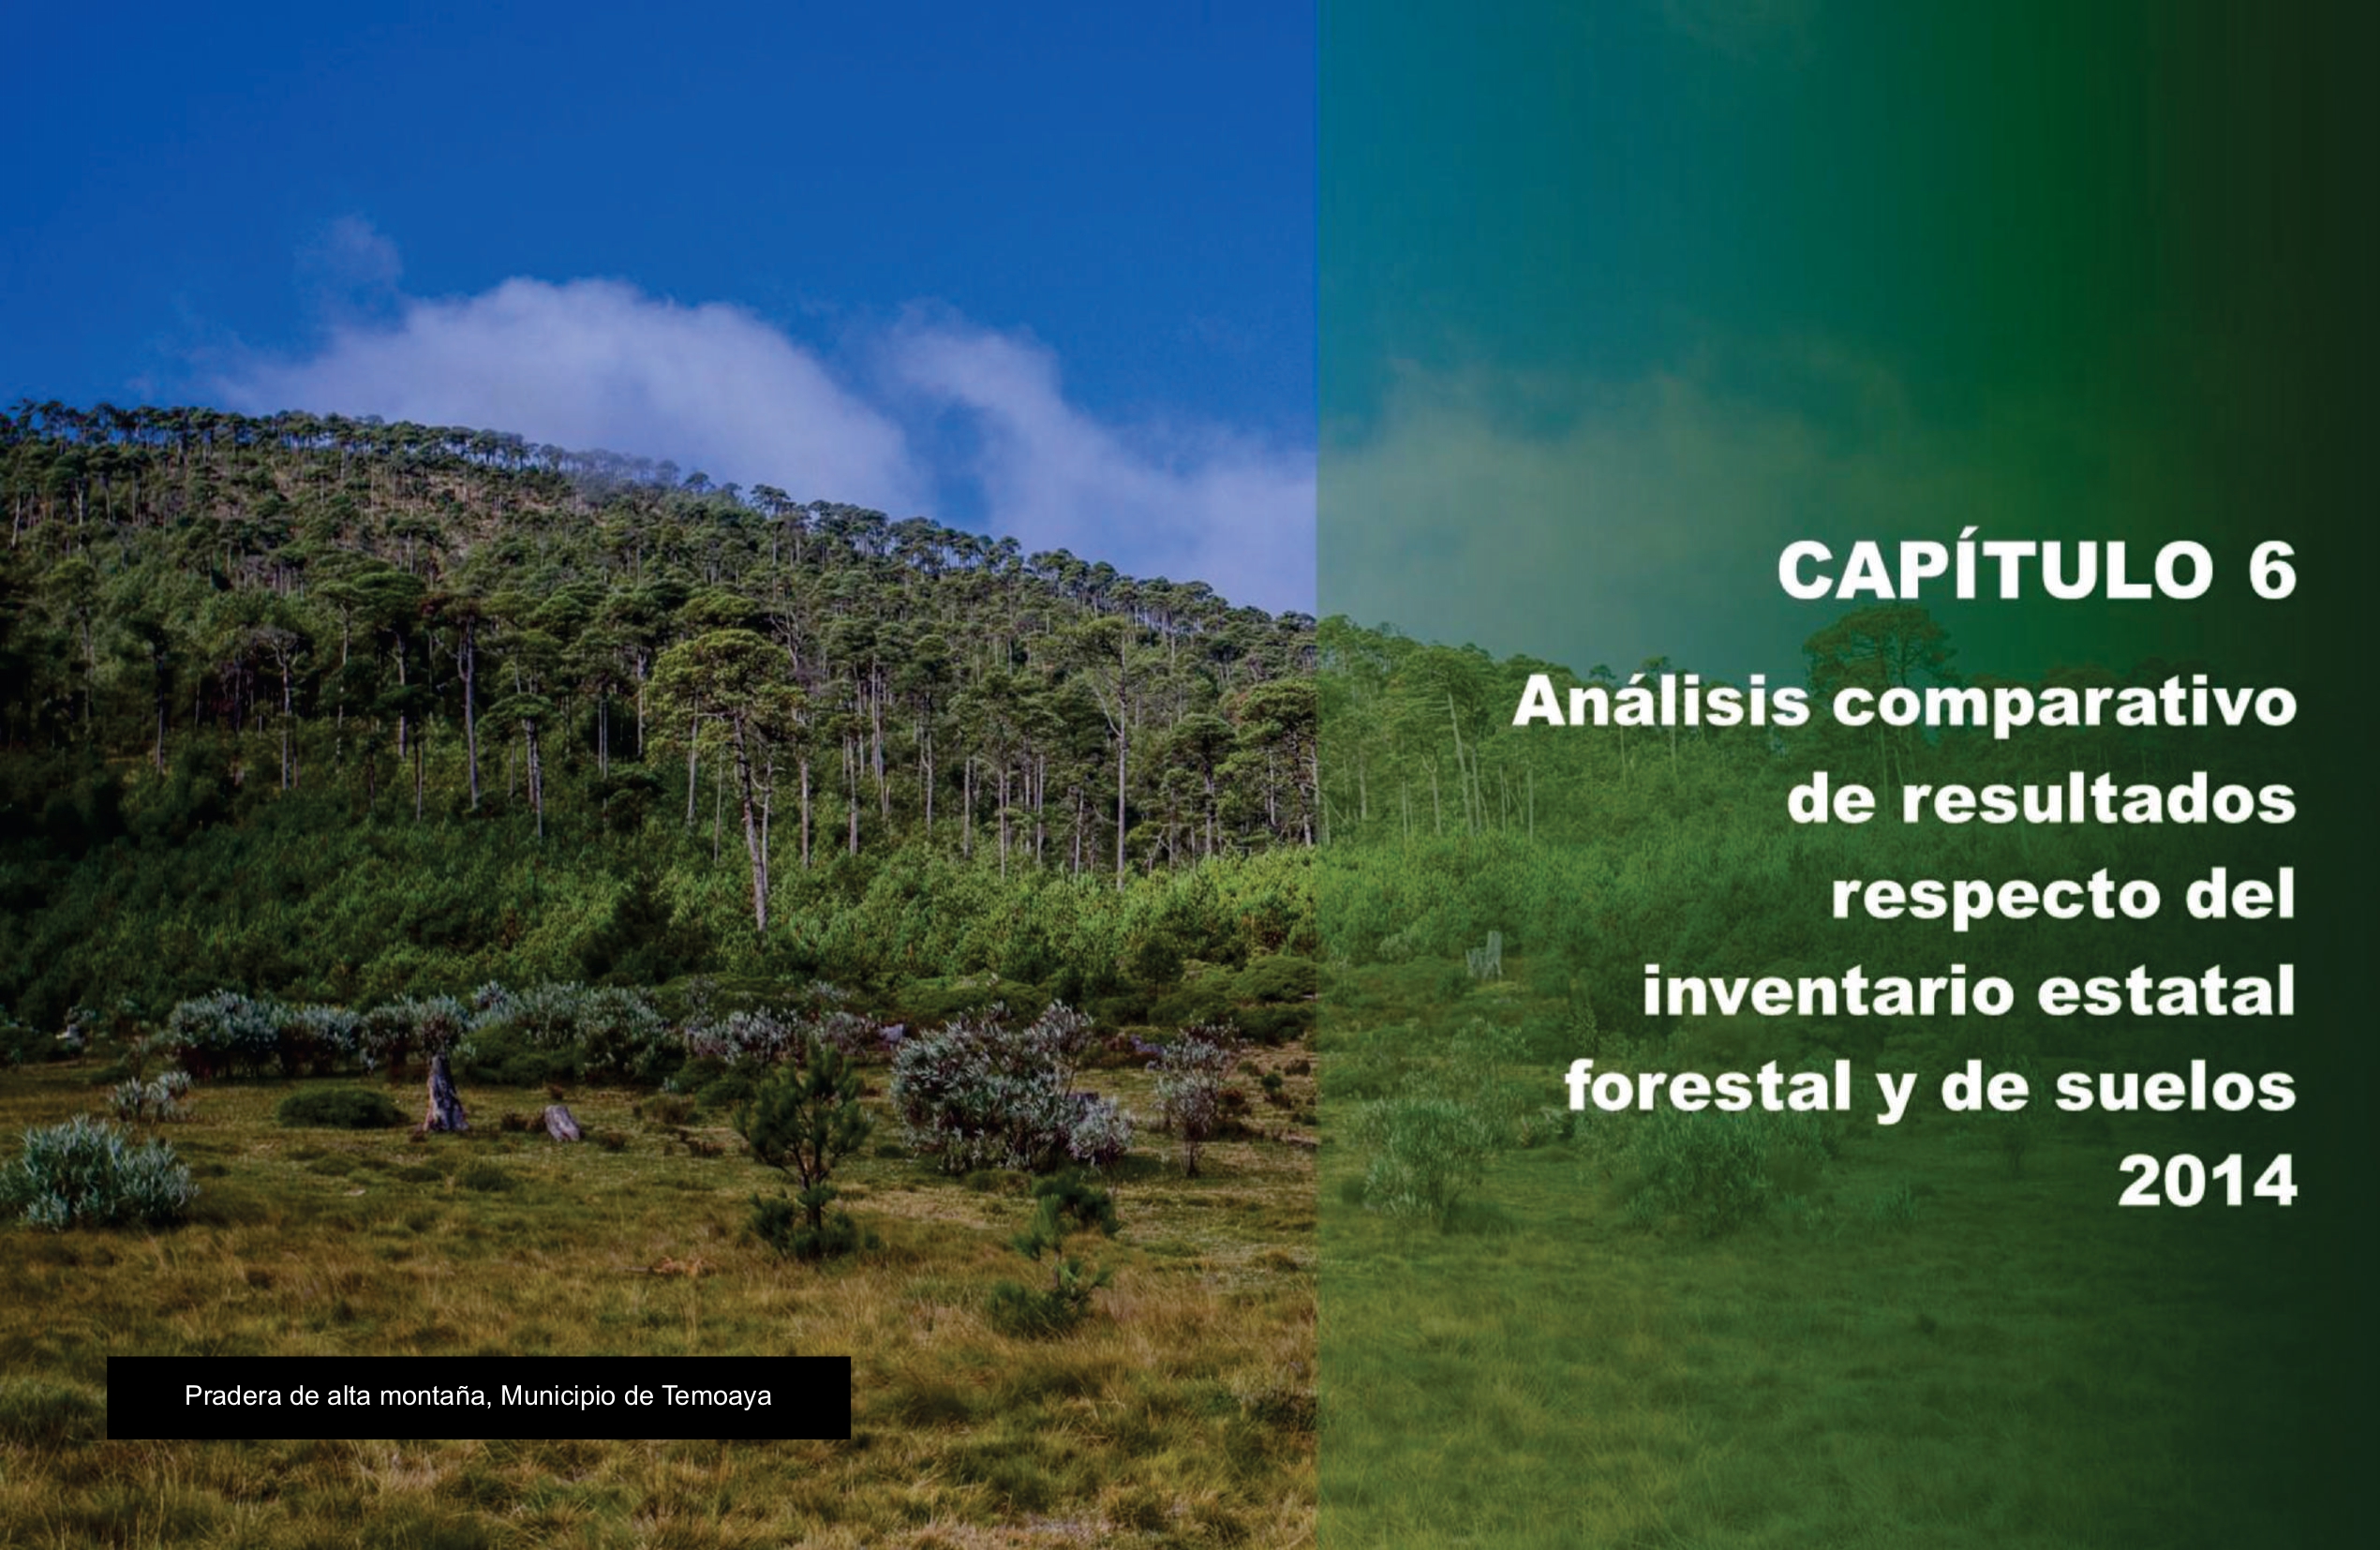 CAPÍTULO 6
Análisis comparativo
de resultados
respecto del
inventario estatal
forestal y de suelos
2014
Pradera de alta montaña, Municipio de Temoaya